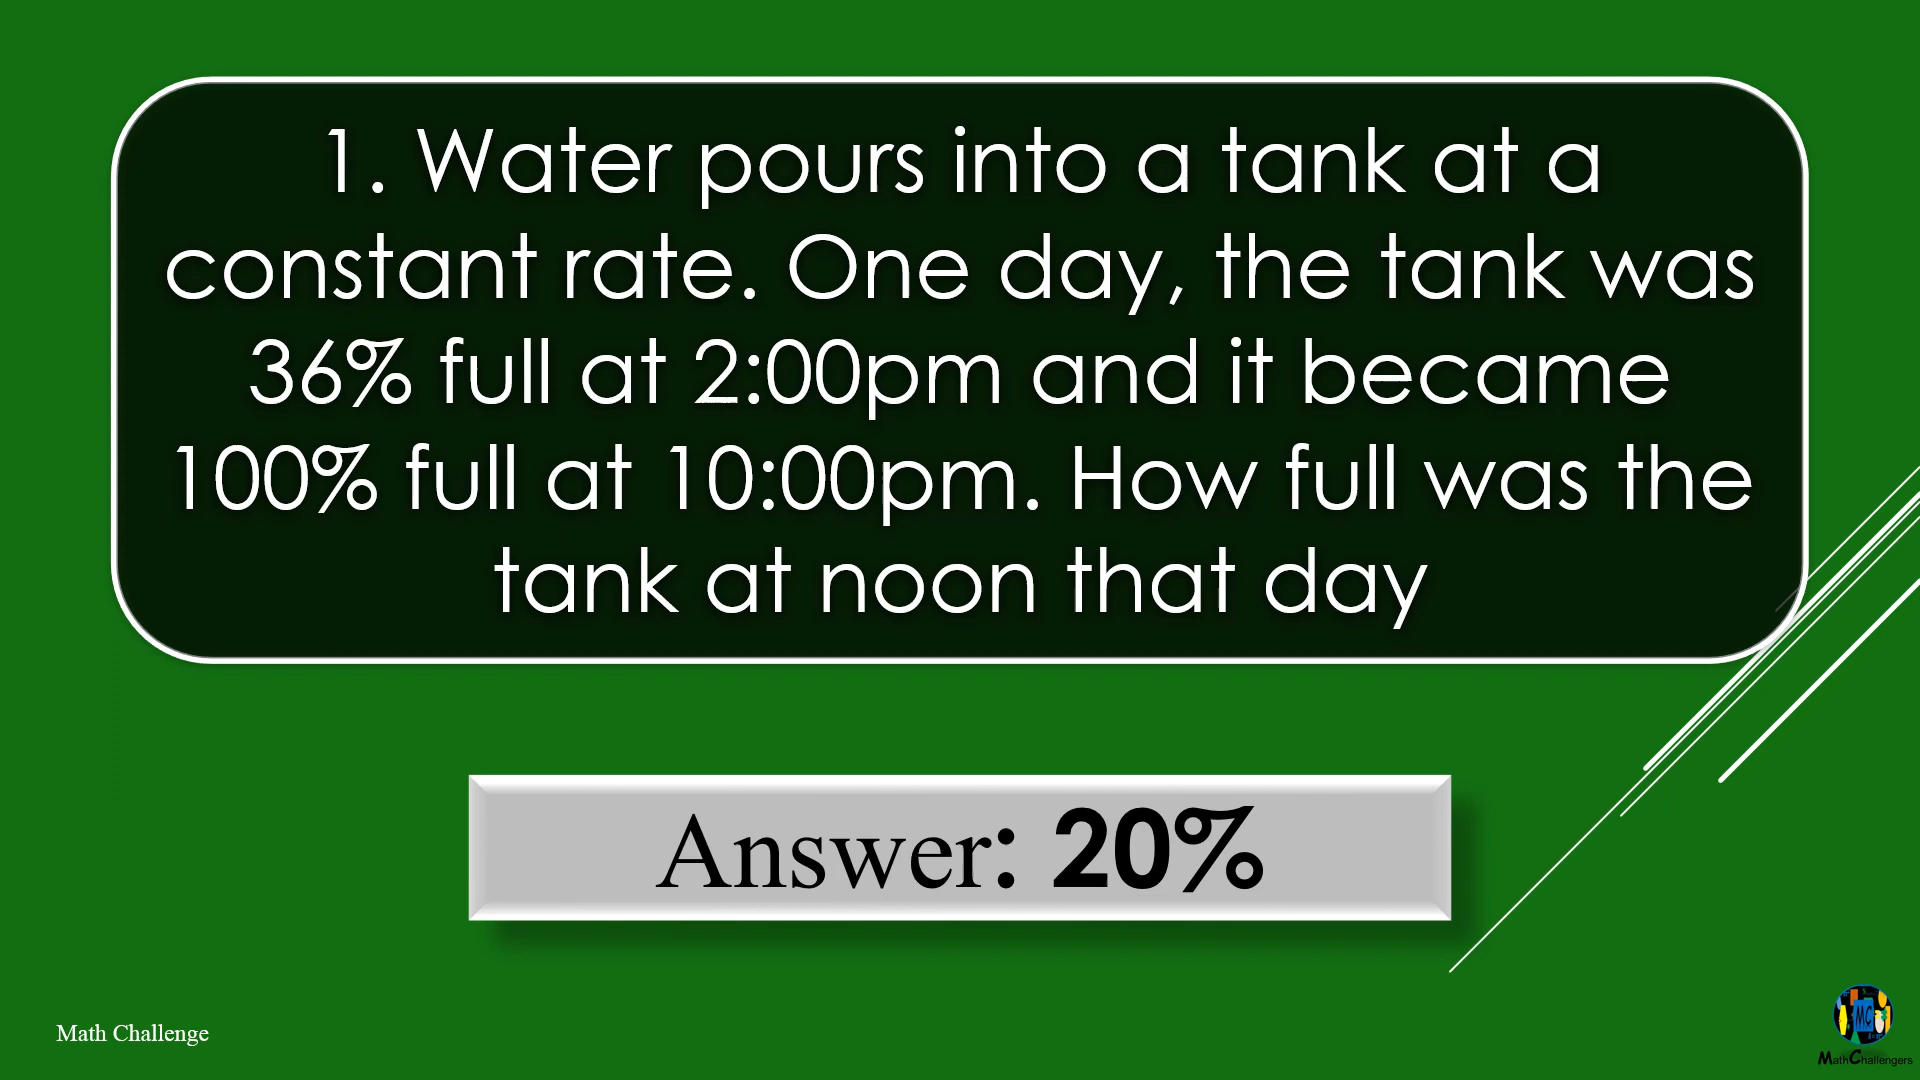 1. Water pours into a tank at a
constant rate. One day, the tank was
36% full at 2:00pm and it became
100% full at 10:00pm. How full was the
tank at noon that day
Answer: 20%
Math Challenge
MC
MathChallengers